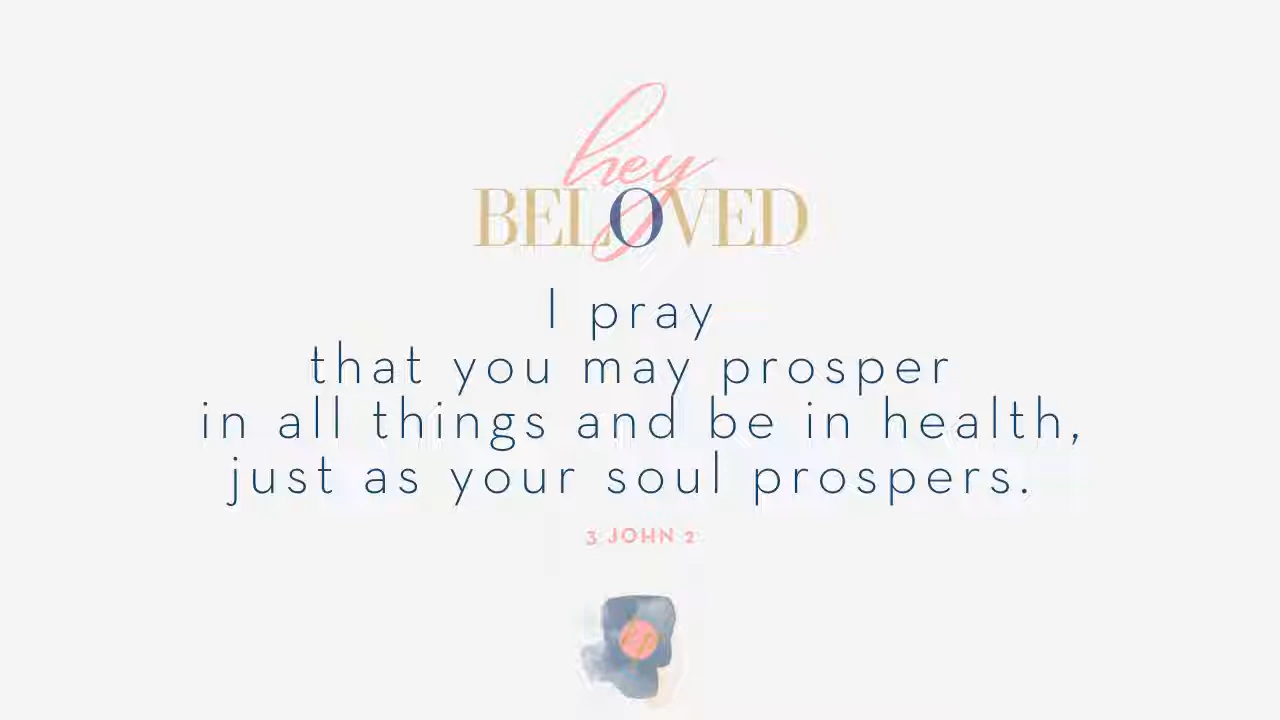 hey
BELOVED
I pray
that you may prosper
in all things and be in health,
just as your soul prospers.
3 JOHN 2